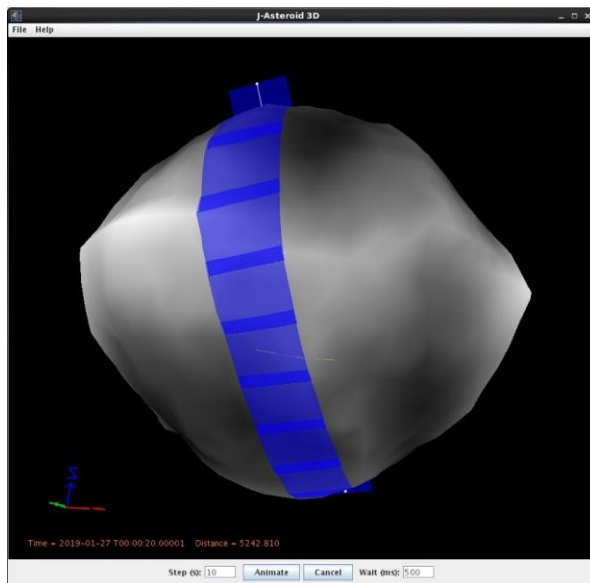 J-Asteroid 3D
File Help
Z
Time = 2019-01-27 T00:00:20.00001 Distance = 5242.810
Step (s): 10 Animate Cancel Wait (ms): 500